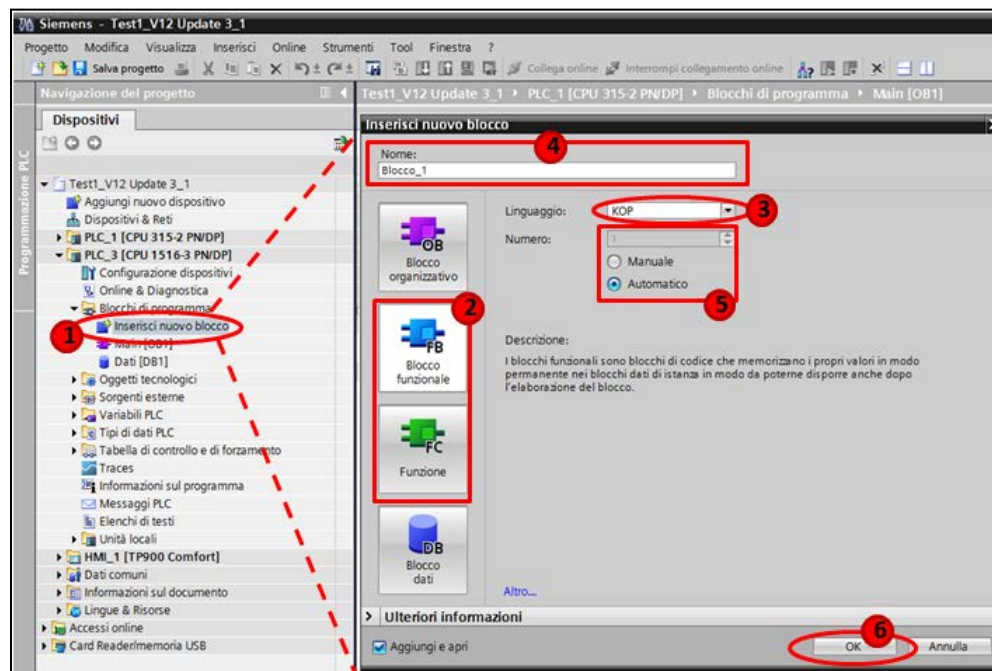 Siemens - Test1_V12 Update 3_1
Progetto Modifica Visualizza Inserisci Online Strumenti Tool Finestra ?
Salva progetto Collega online Interrompi collegamento online
Navigazione del progetto
Test1_V12 Update 3_1 PLC_1 [CPU 315-2 PN/DP] Blocchi di programma Main [OB1]
Dispositivi
Programmazione PLC
Test1_V12 Update 3_1
Aggiungi nuovo dispositivo
Dispositivi & Reti
PLC_1 [CPU 315-2 PN/DP]
PLC_3 [CPU 1516-3 PN/DP]
Configurazione dispositivi
Online & Diagnostica
Blocchi di programma
1
Inserisci nuovo blocco
Main [OB1]
Dati [DB1]
Oggetti tecnologici
Sorgenti esterne
Variabili PLC
Tipi di dati PLC
Tabella di controllo e di forzamento
Traces
Informazioni sul programma
Messaggi PLC
Elenchi di testi
Unità locali
HMI_1 [TP900 Comfort]
Dati comuni
Informazioni sul documento
Lingue & Risorse
Accessi online
Card Reader/memoria USB
Inserisci nuovo blocco
4
Nome:
Blocco_1
OB
Blocco
organizzativo
2
FB
Blocco
funzionale
FC
Funzione
DB
Blocco
dati
Linguaggio: KOP 3
Numero: 1
Manuale
Automatico
5
Descrizione:
I blocchi funzionali sono blocchi di codice che memorizzano i propri valori in modo
permanente nei blocchi dati di istanza in modo da poterne disporre anche dopo
l'elaborazione del blocco.
Altro...
Ulteriori informazioni
6
Aggiungi e apri OK Annulla